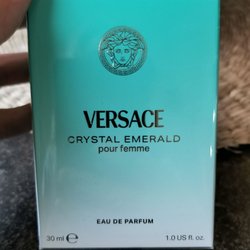 VERSACE
CRYSTAL EMERALD
pour femme
30 ml ℮ 1.0 US fl. oz.
EAU DE PARFUM